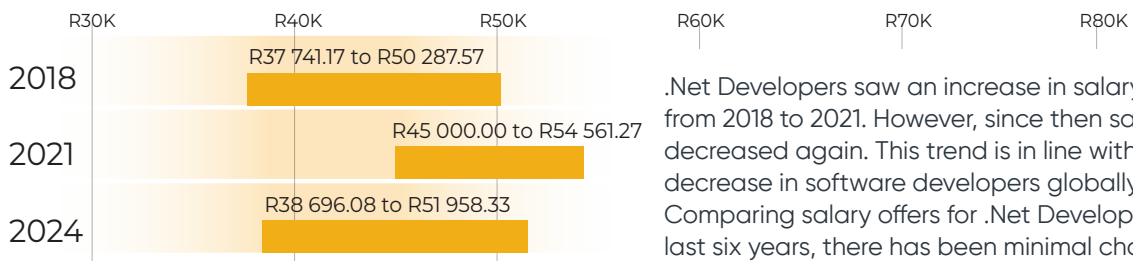 R30K R40K R50K R60K R70K R80K
2018
R37 741.17 to R50 287.57
2021
R45 000.00 to R54 561.27
2024
R38 696.08 to R51 958.33
.Net Developers saw an increase in salary
from 2018 to 2021. However, since then
decreased again. This trend is in line with
decrease in software developers globally
Comparing salary offers for .Net
last six years, there has been minimal